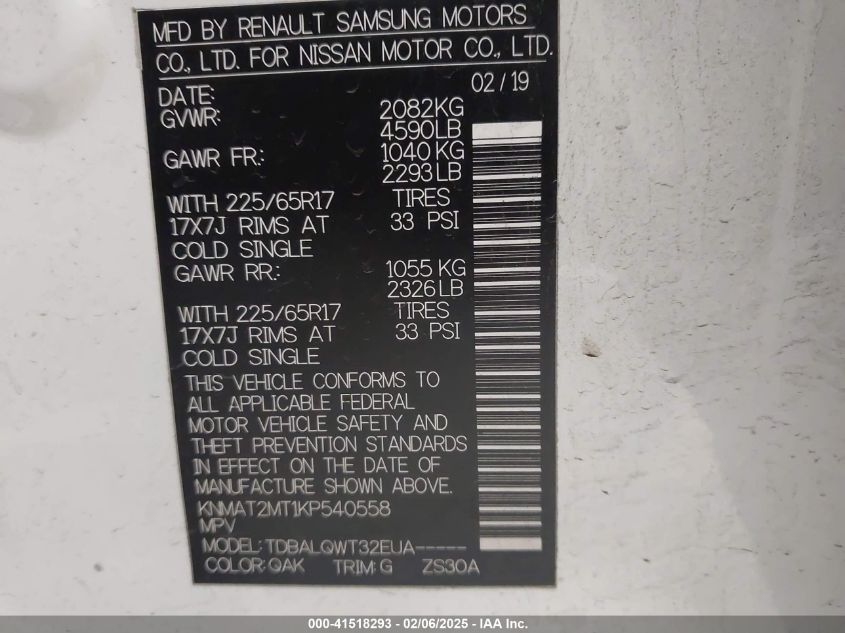 MFD BY RENAULT SAMSUNG MOTORS
CO., LTD. FOR NISSAN MOTOR CO., LTD.
DATE: 02/19
GVWR: 2082KG
4590LB
GAWR FR.: 1040 KG
2293 LB
WITH 225/65R17 TIRES
17X7J RIMS AT 33 PSI
COLD SINGLE
GAWR RR.: 1055 KG
2326 LB
WITH 225/65R17 TIRES
17X7J RIMS AT 33 PSI
COLD SINGLE
THIS VEHICLE CONFORMS TO
ALL APPLICABLE FEDERAL
MOTOR VEHICLE SAFETY AND
THEFT PREVENTION STANDARDS
IN EFFECT ON THE DATE OF
MANUFACTURE SHOWN ABOVE.
KNMAT2MT1KP540558
MPV
MODEL: TDBALQWT32EUA-----
COLOR: QAK TRIM: G ZS30A
000-41518293 - 02/06/2025 - IAA Inc.